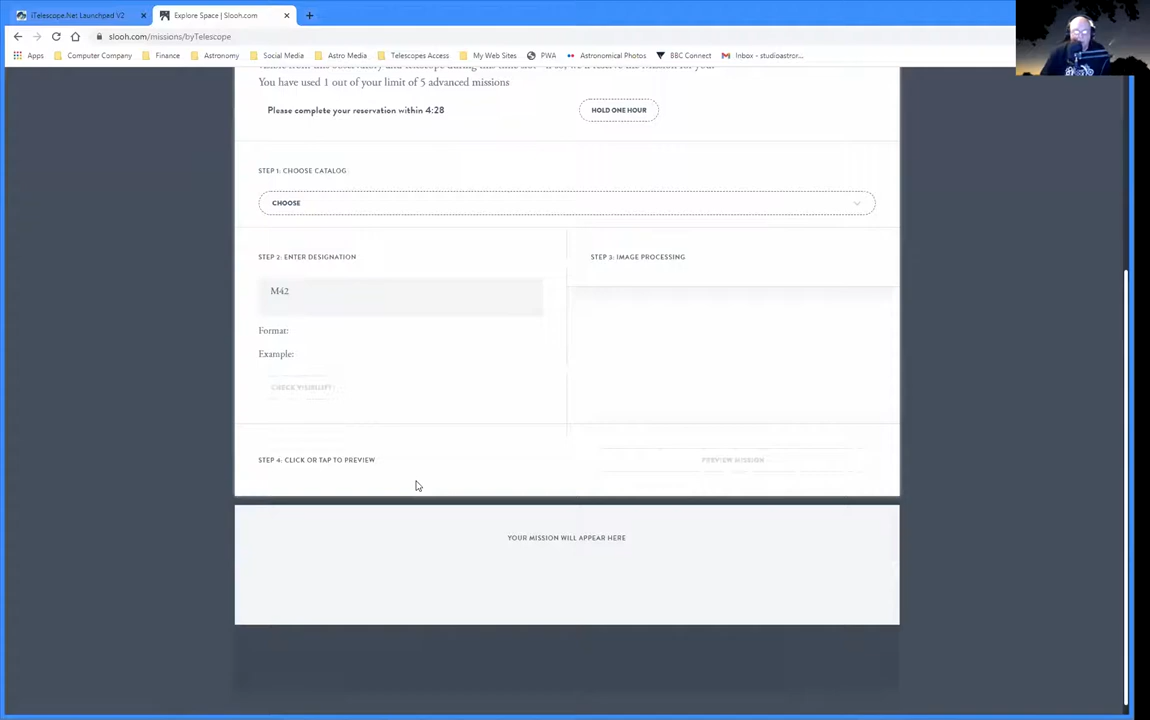 iTelescope.Net Launchpad V2
Explore Space | Slooh.com
slooh.com/missions/byTelescope
Apps Computer Company Finance Astronomy Social Media Astro Media Telescopes Access My Web Sites PWA Astronomical Photos BBC Connect Inbox - studioastror...
You have used 1 out of your limit of 5 advanced missions
Please complete your reservation within 4:28
HOLD ONE HOUR
STEP 1: CHOOSE CATALOG
CHOOSE
STEP 2: ENTER DESIGNATION
STEP 3: IMAGE PROCESSING
M42
Format:
Example:
CHECK VISIBILITY
STEP 4: CLICK OR TAP TO PREVIEW
PREVIEW MISSION
YOUR MISSION WILL APPEAR HERE